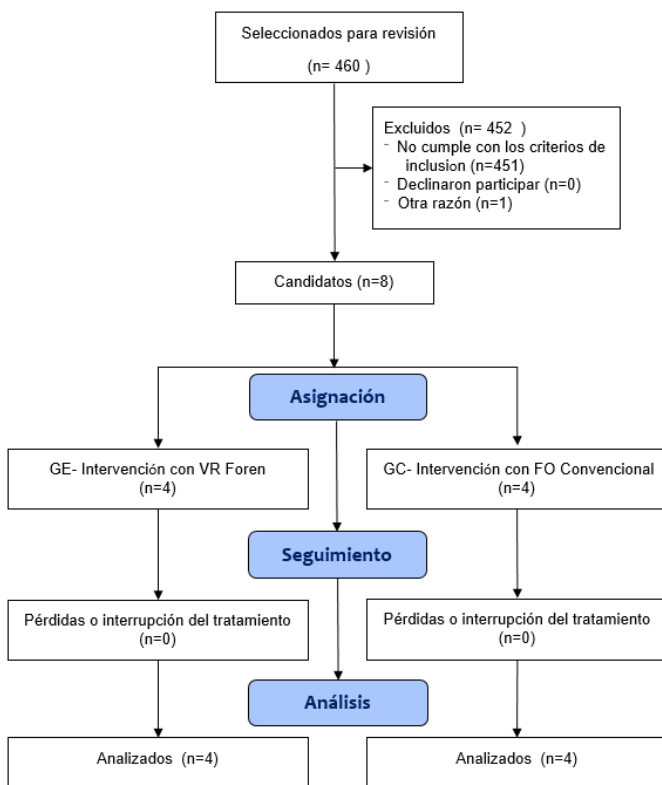 Seleccionados para revisión
(n= 460 )
Excluidos (n= 452 )
¨ No cumple con los criterios de
inclusión (n=451)
¨ Declinaron participar (n=0)
¨ Otra razón (n=1)
Candidatos (n=8)
Asignación
GE- Intervención con VR Foren
(n=4)
GC- Intervención con FO Convencional
(n=4)
Seguimiento
Pérdidas o interrupción del tratamiento
(n=0)
Pérdidas o interrupción del tratamiento
(n=0)
Análisis
Analizados (n=4)
Analizados (n=4)